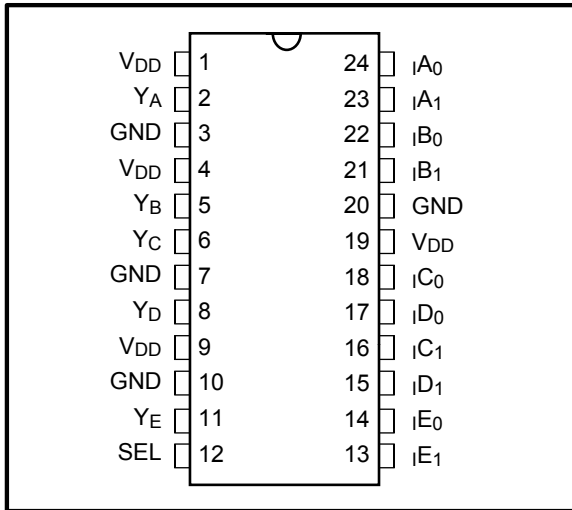 VDD 1 24 IA0
YA 2 23 IA1
GND 3 22 IB0
VDD 4 21 IB1
YB 5 20 GND
YC 6 19 VDD
GND 7 18 IC0
YD 8 17 ID0
VDD 9 16 IC1
GND 10 15 ID1
YE 11 14 IE0
SEL 12 13 IE1